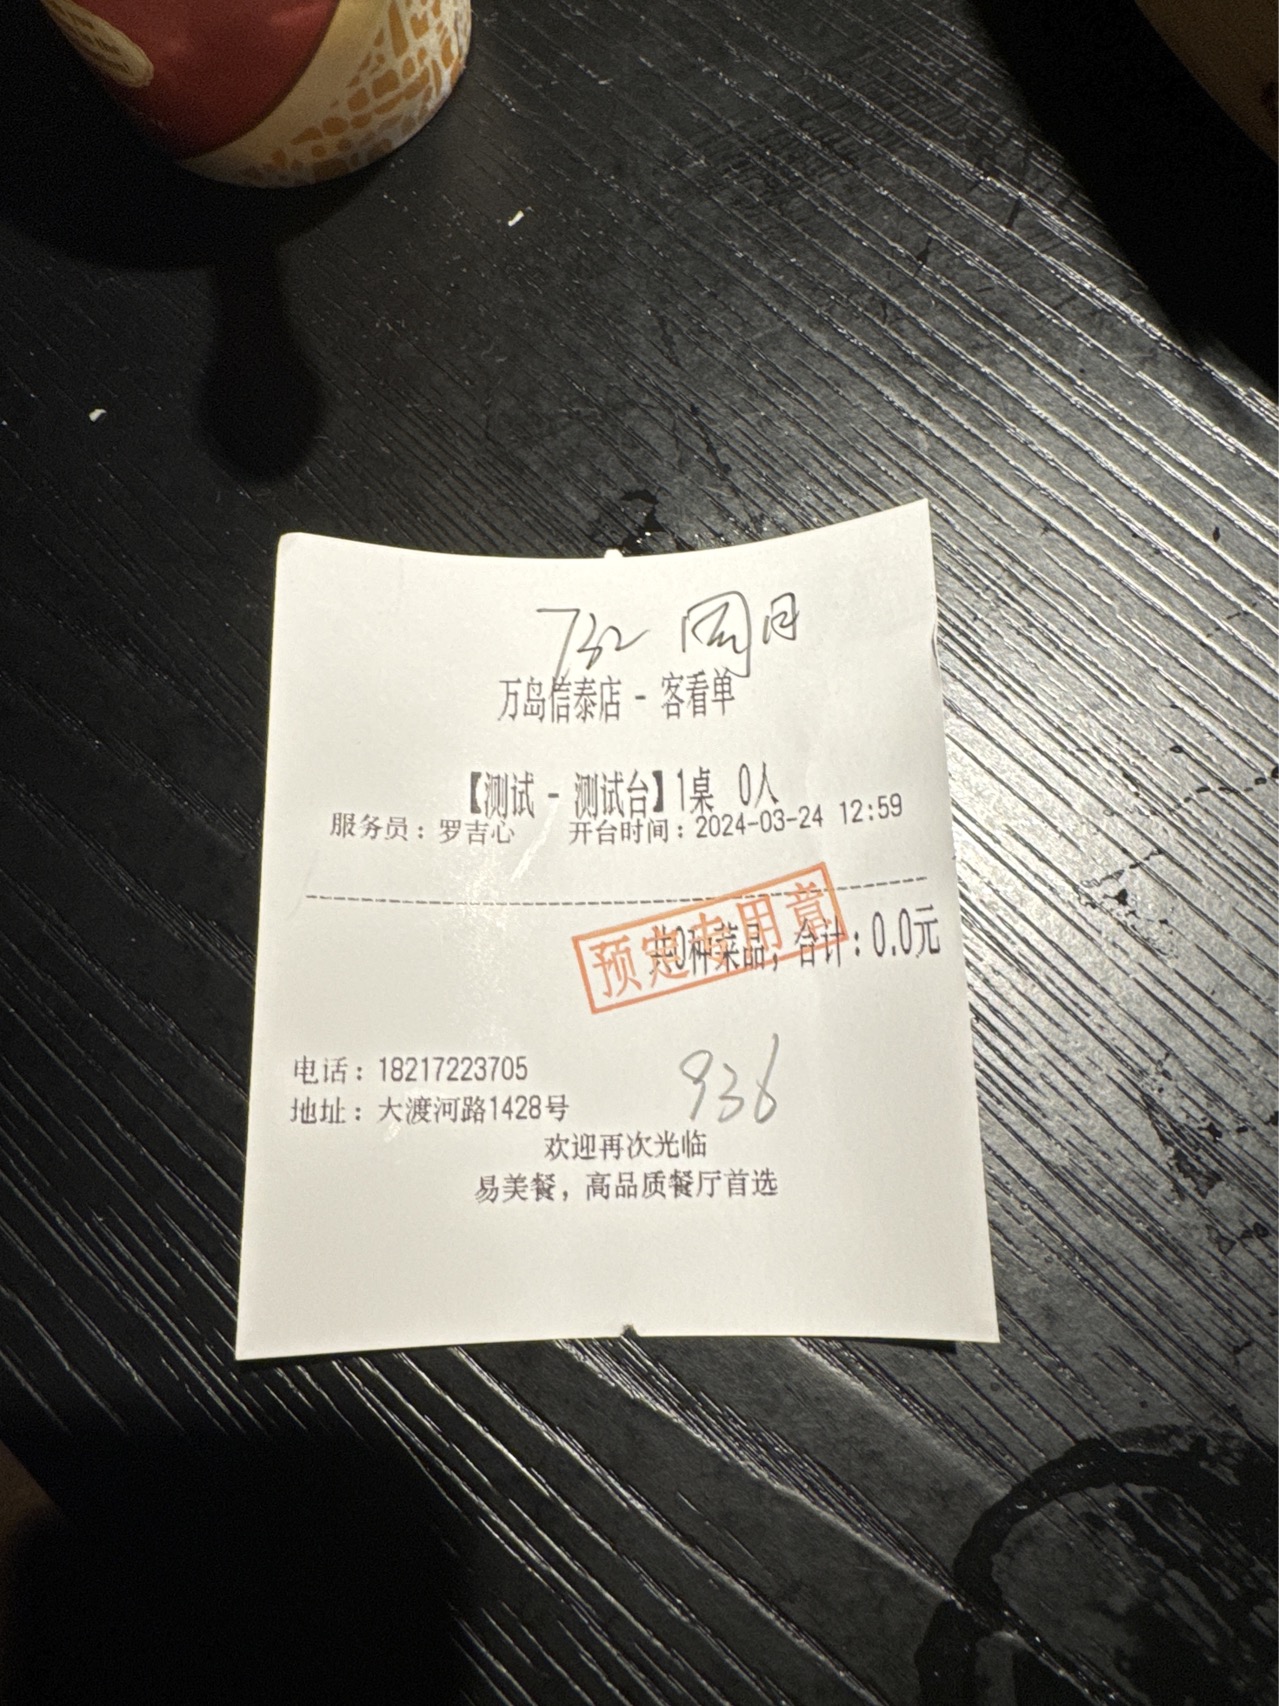 732
万岛信泰店 - 客看单
【测试 - 测试台】1桌 0人
服务员：罗吉心 开台时间：2024-03-24 12:59
预定专用章
共0种菜品，合计：0.0元
电话：18217223705
936
地址：大渡河路1428号
欢迎再次光临
易美餐，高品质餐厅首选